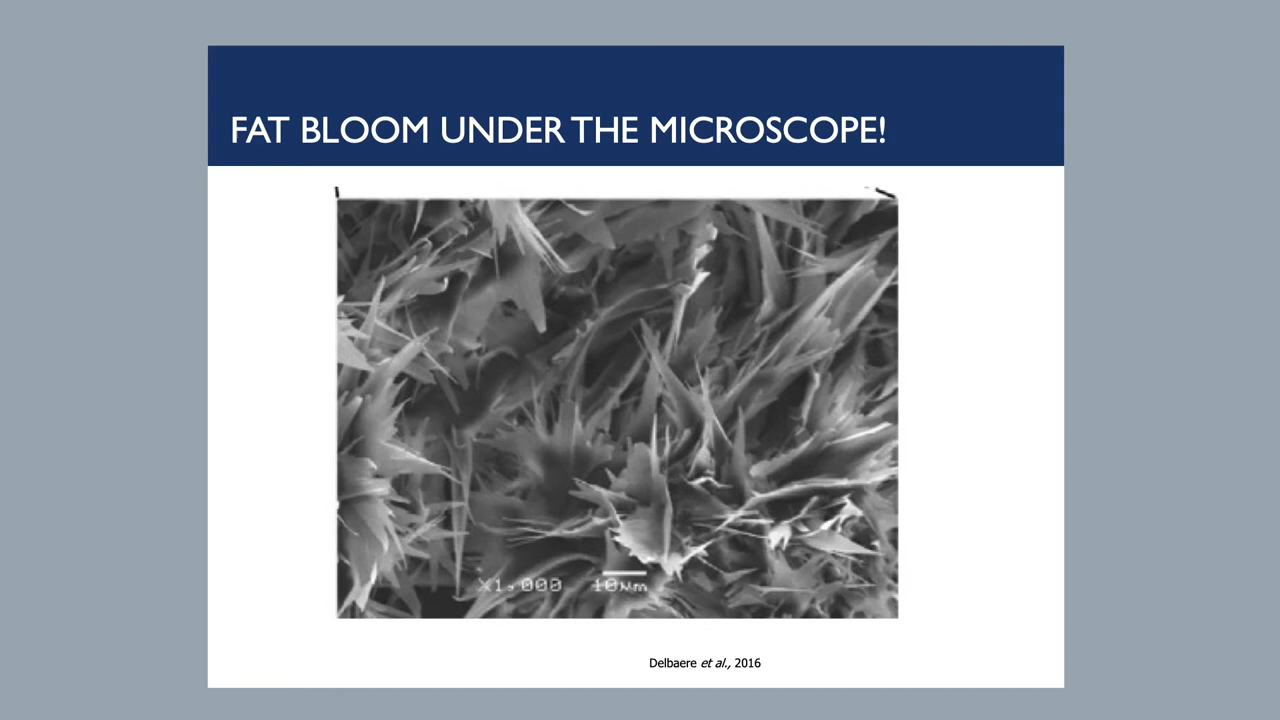 FAT BLOOM UNDER THE MICROSCOPE!
X1,000 10µm
Delbaere et al., 2016